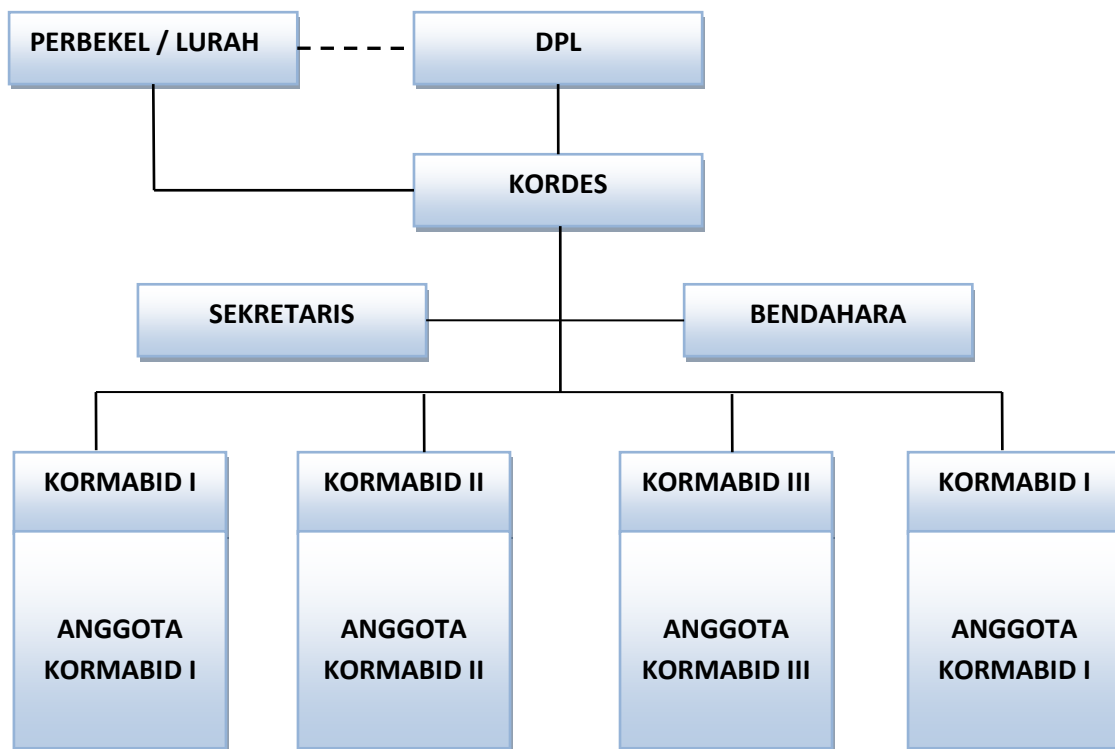 PERBEKEL / LURAH
DPL
KORDES
SEKRETARIS
BENDAHARA
KORMABID I
KORMABID II
KORMABID III
KORMABID I
ANGGOTA
KORMABID I
ANGGOTA
KORMABID II
ANGGOTA
KORMABID III
ANGGOTA
KORMABID I